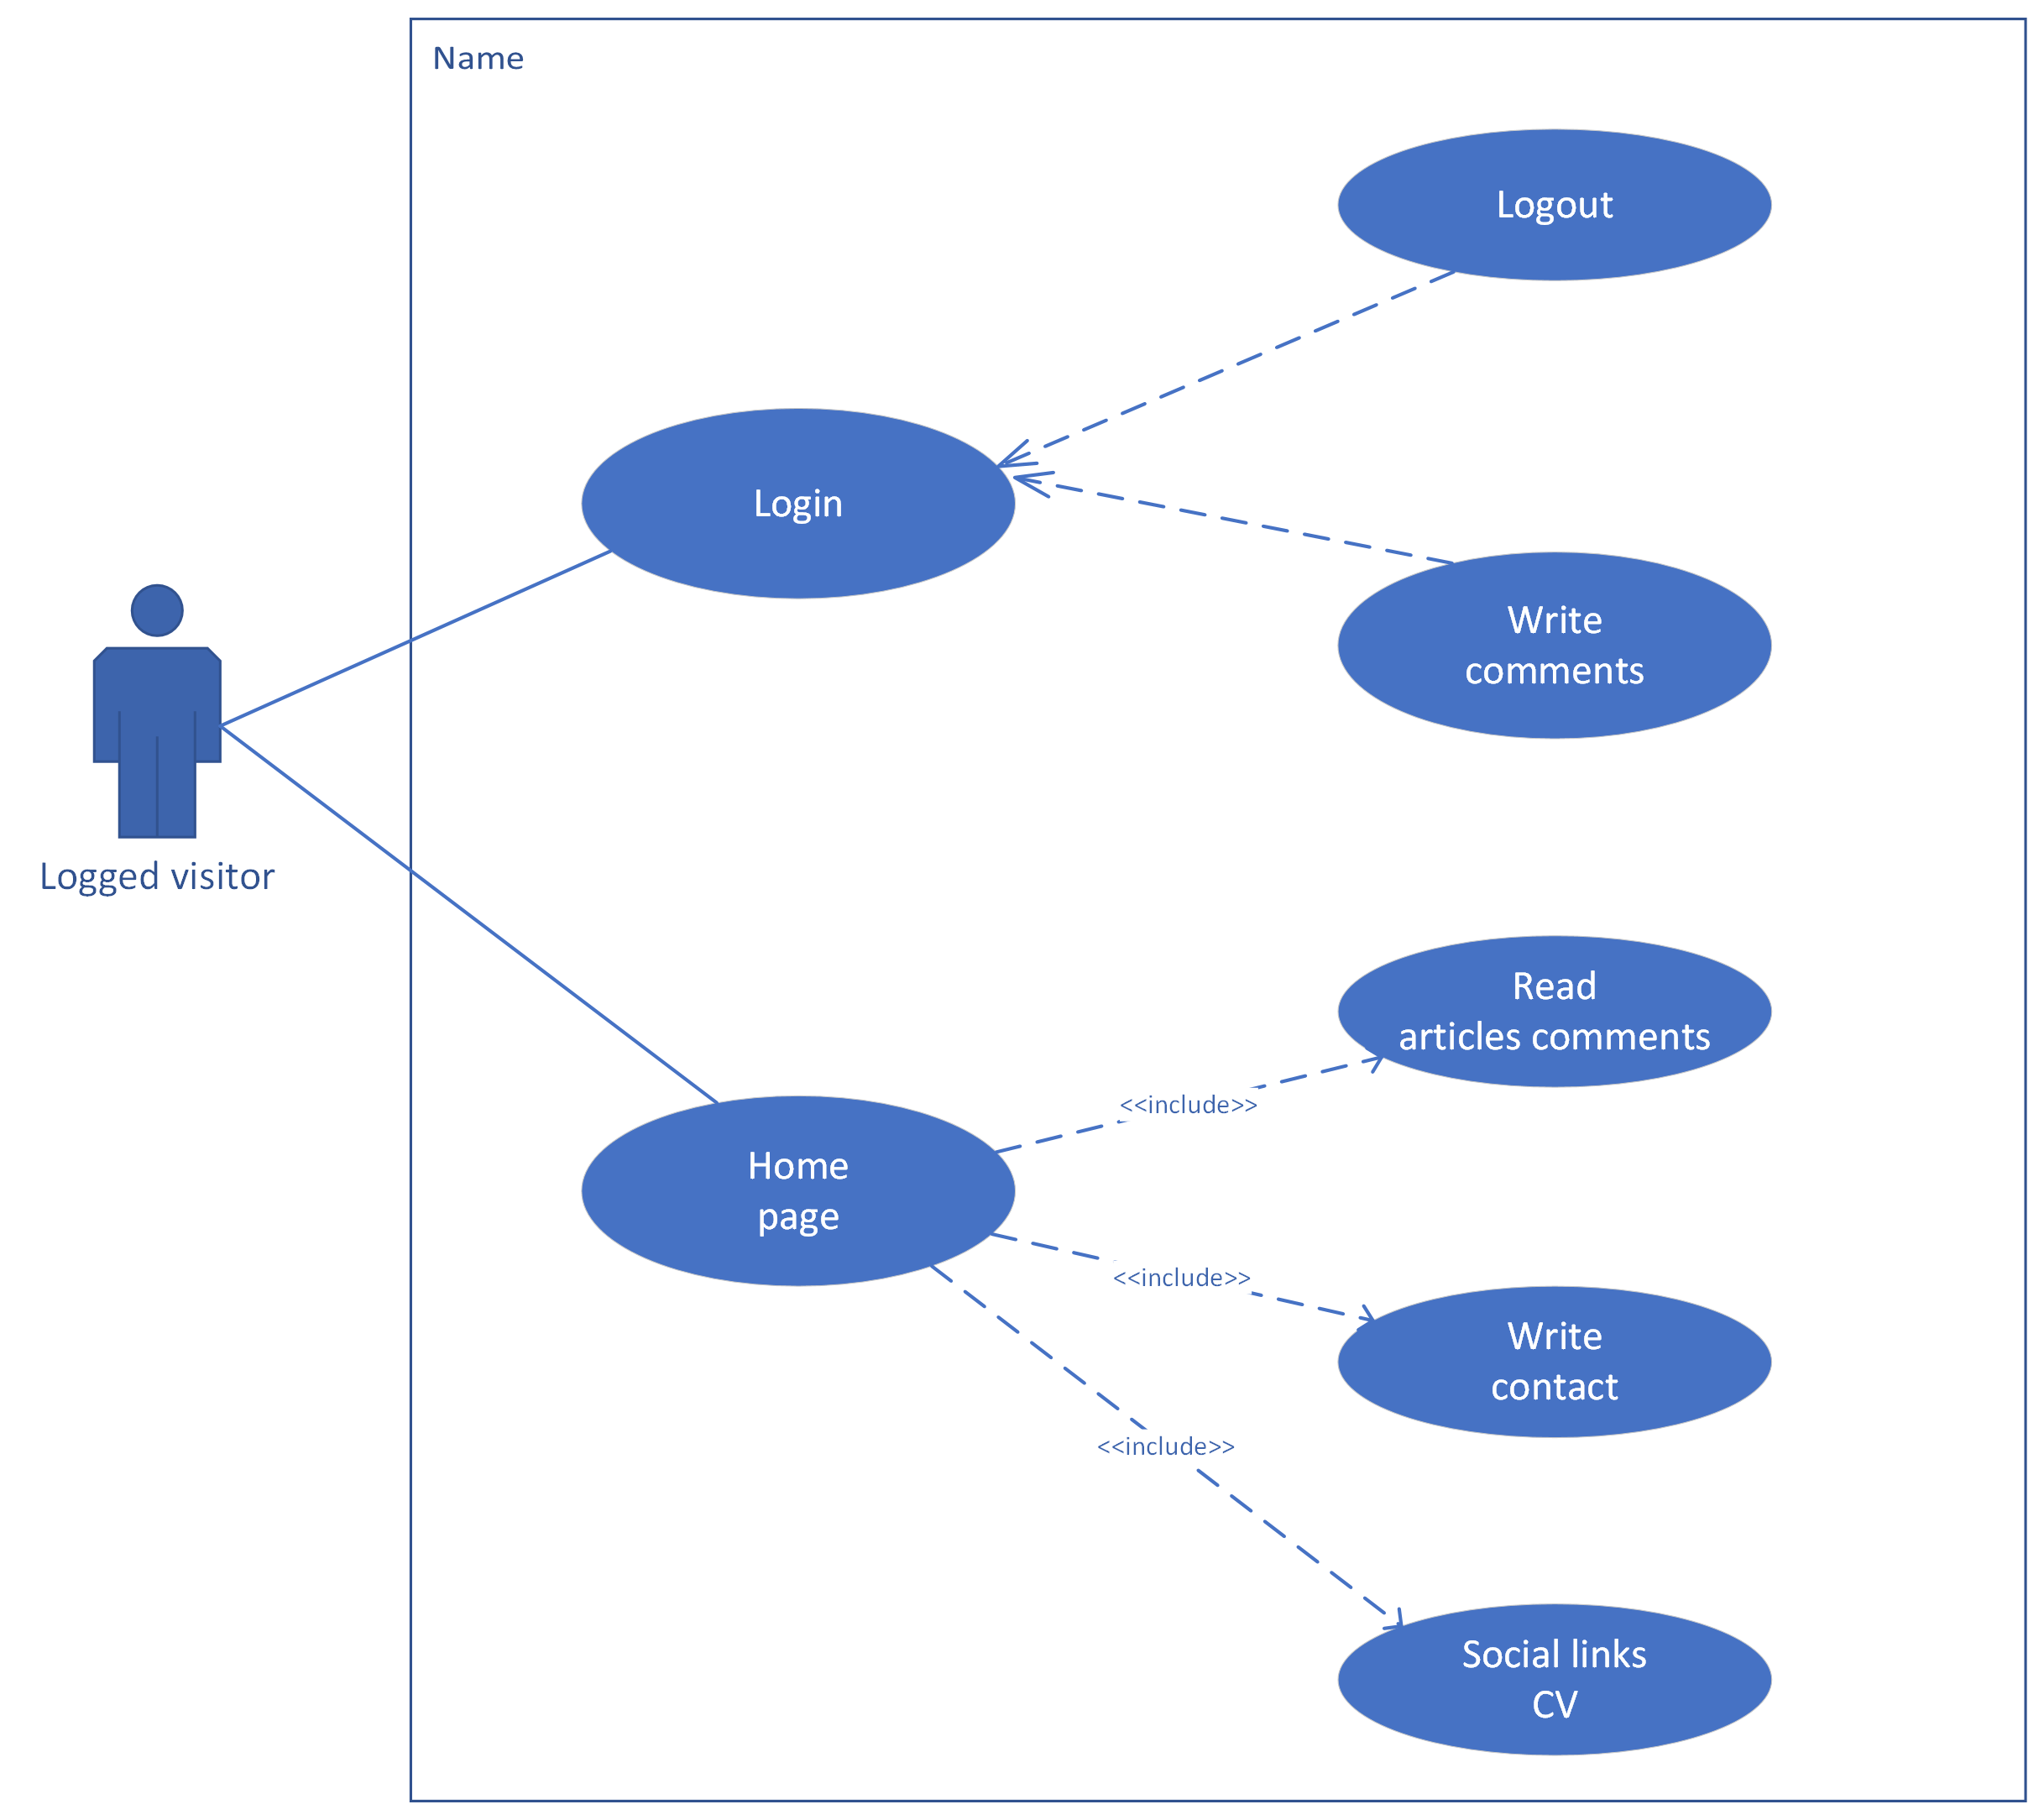 Name
Logout
Login
Write
comments
Logged visitor
Read
articles comments
<<include>>
Home
page
<<include>>
Write
contact
<<include>>
Social links
CV